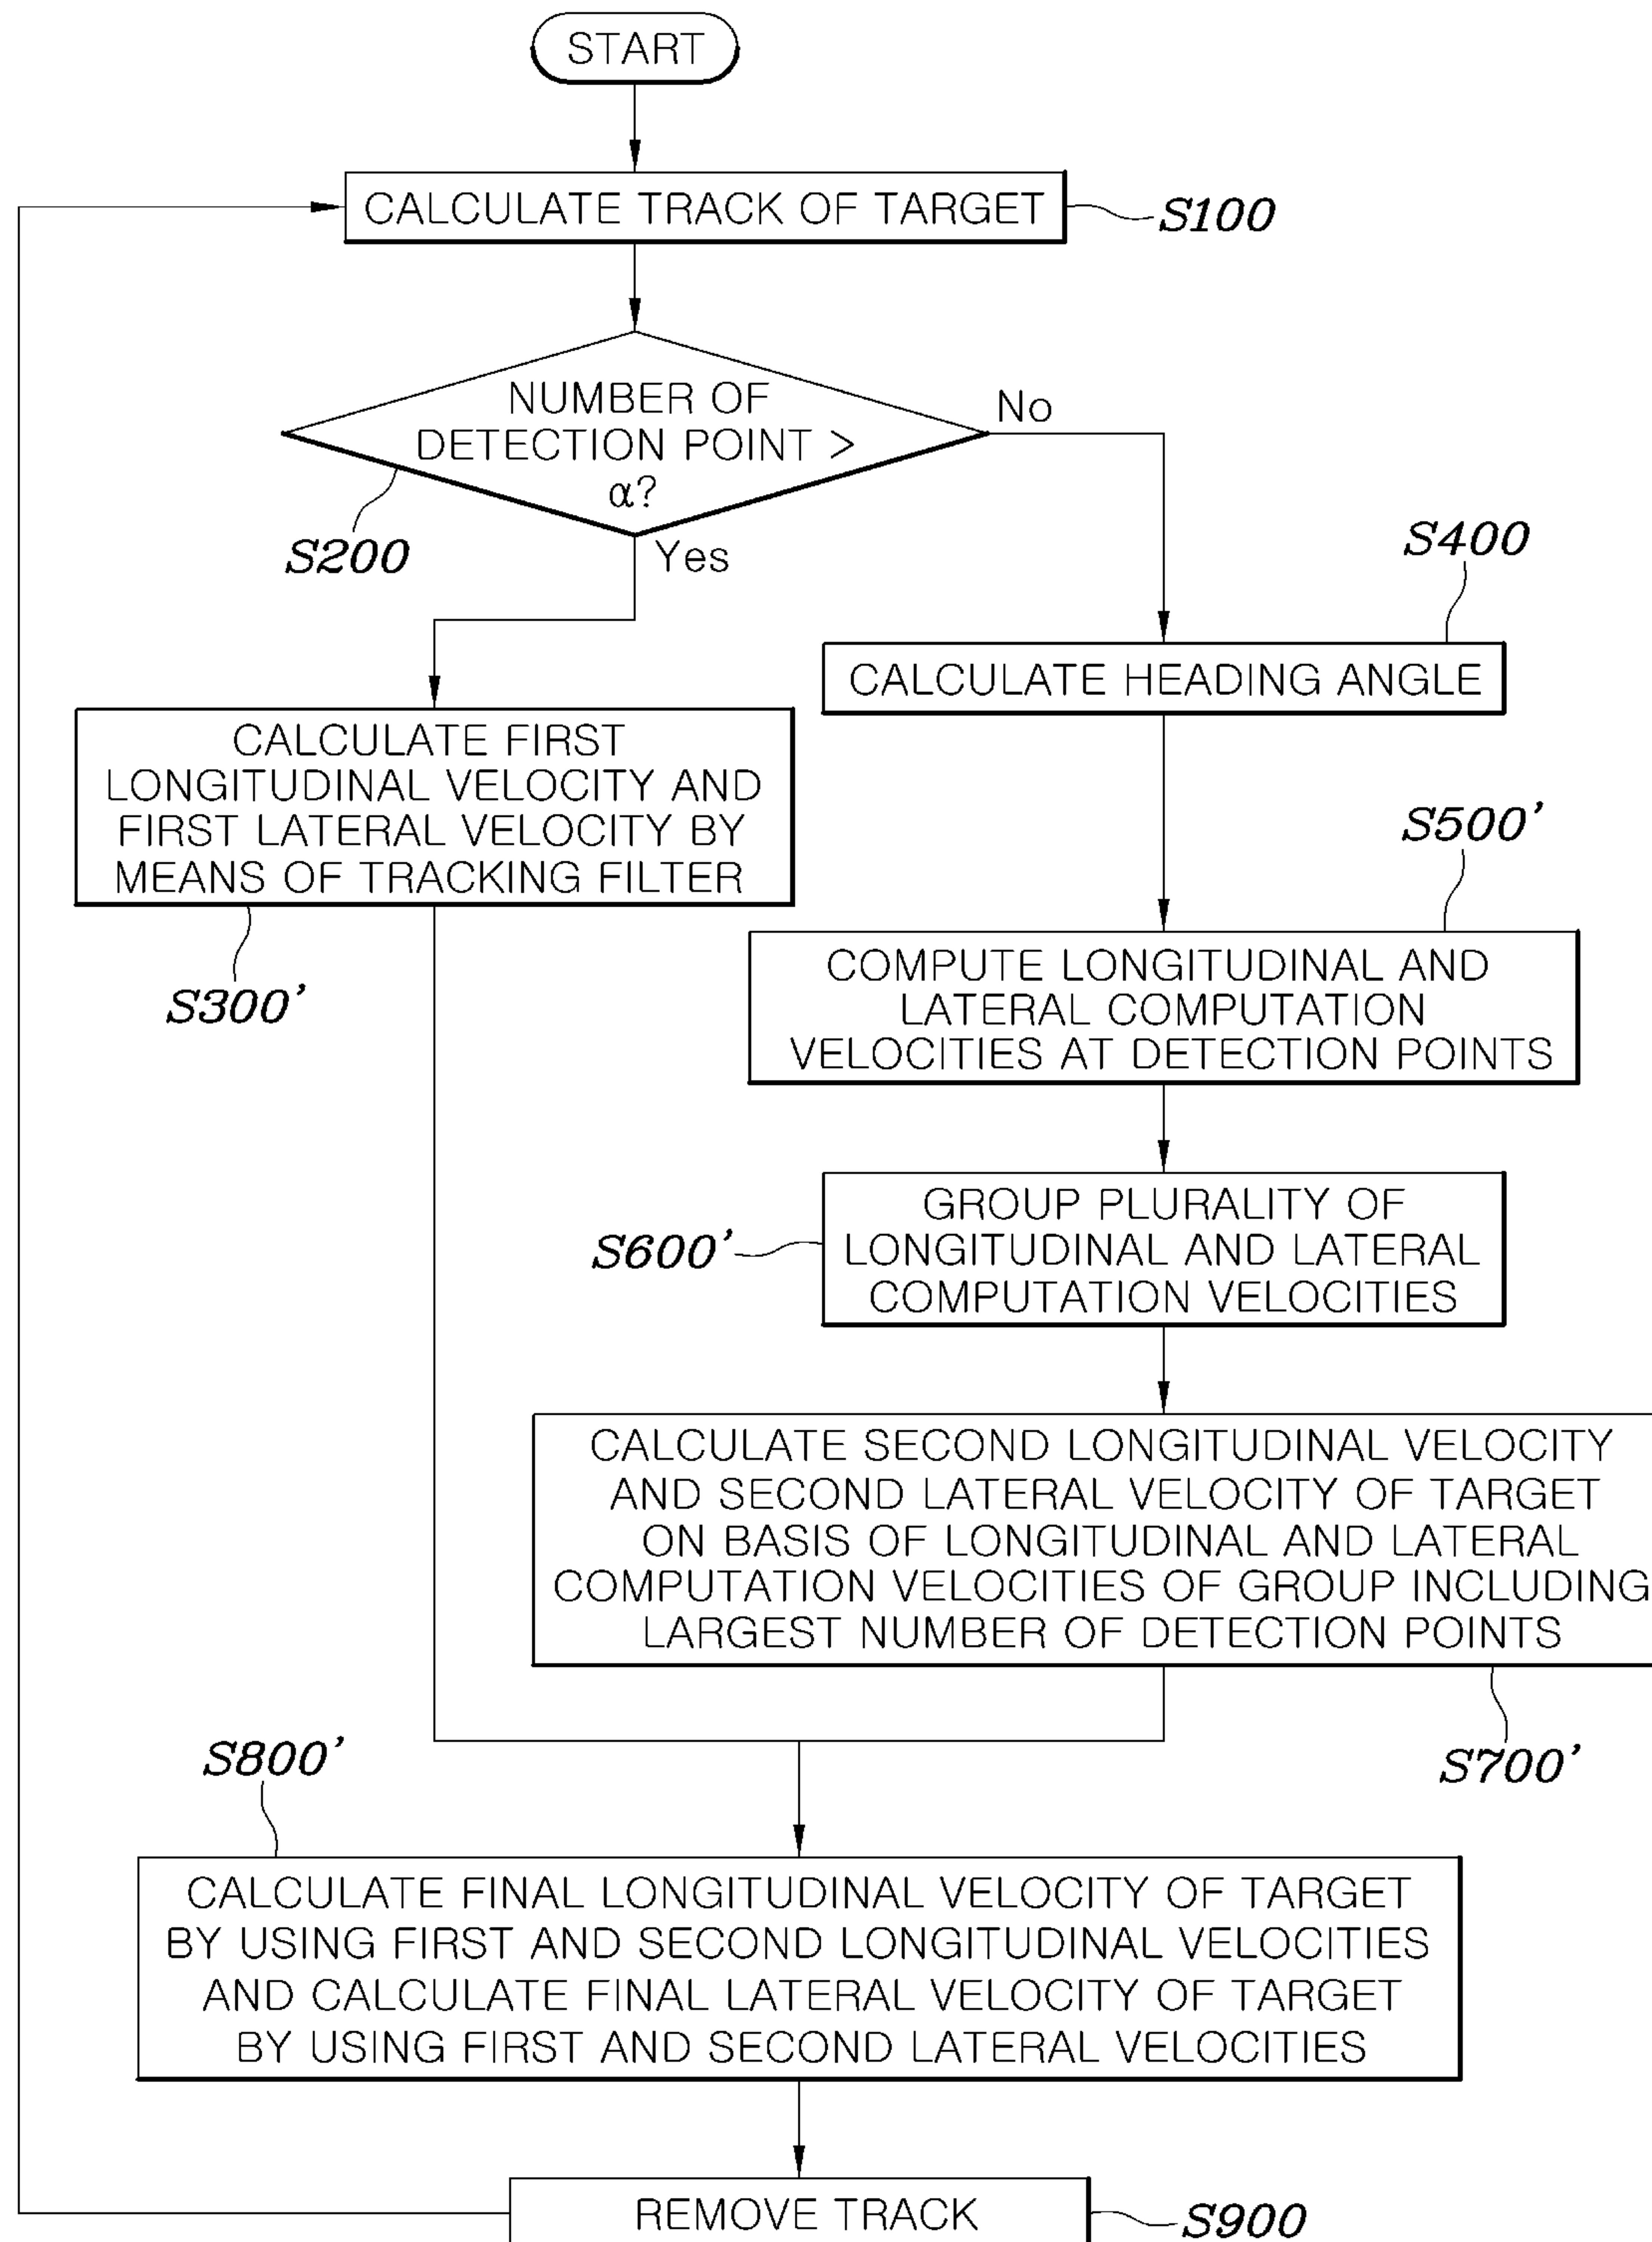 START
CALCULATE TRACK OF TARGET
S100
NUMBER OF
DETECTION POINT >
α?
No
S200
Yes
S400
CALCULATE HEADING ANGLE
CALCULATE FIRST
LONGITUDINAL VELOCITY AND
FIRST LATERAL VELOCITY BY
MEANS OF TRACKING FILTER
S300'
S500'
COMPUTE LONGITUDINAL AND
LATERAL COMPUTATION
VELOCITIES AT DETECTION POINTS
S600'
GROUP PLURALITY OF
LONGITUDINAL AND LATERAL
COMPUTATION VELOCITIES
CALCULATE SECOND LONGITUDINAL VELOCITY
AND SECOND LATERAL VELOCITY OF TARGET
ON BASIS OF LONGITUDINAL AND LATERAL
COMPUTATION VELOCITIES OF GROUP INCLUDING
LARGEST NUMBER OF DETECTION POINTS
S700'
S800'
CALCULATE FINAL LONGITUDINAL VELOCITY OF TARGET
BY USING FIRST AND SECOND LONGITUDINAL VELOCITIES
AND CALCULATE FINAL LATERAL VELOCITY OF TARGET
BY USING FIRST AND SECOND LATERAL VELOCITIES
REMOVE TRACK
S900